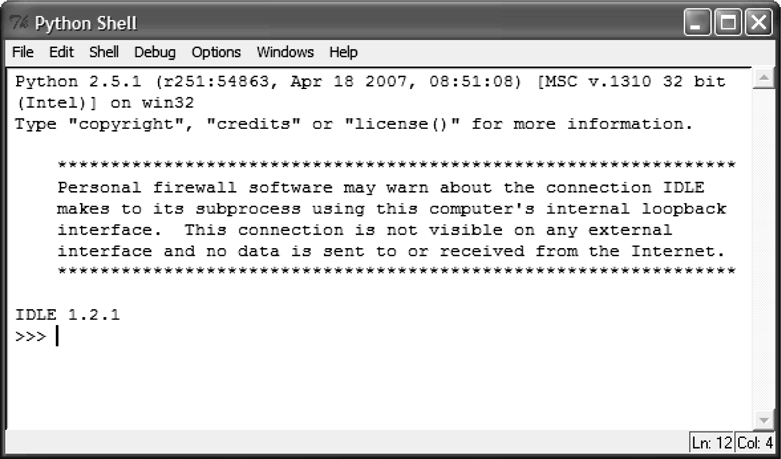 Python Shell
File Edit Shell Debug Options Windows Help
Python 2.5.1 (r251:54863, Apr 18 2007, 08:51:08) [MSC v.1310 32 bit
(Intel)] on win32
Type "copyright", "credits" or "license()" for more information.
****************************************************************
Personal firewall software may warn about the connection IDLE
makes to its subprocess using this computer's internal loopback
interface.  This connection is not visible on any external
interface and no data is sent to or received from the Internet.
****************************************************************
IDLE 1.2.1
>>>
Ln: 12 Col: 4